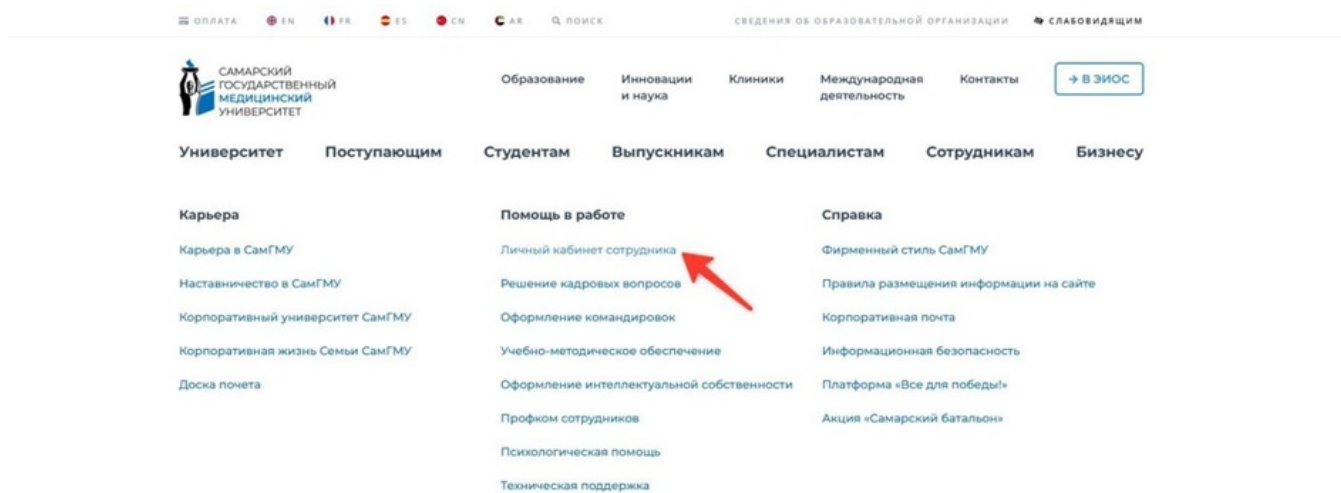 ОПЛАТА EN FR ES CN AR ПОИСК СВЕДЕНИЯ ОБ ОБРАЗОВАТЕЛЬНОЙ ОРГАНИЗАЦИИ СЛАБОВИДЯЩИМ
САМАРСКИЙ
ГОСУДАРСТВЕННЫЙ
МЕДИЦИНСКИЙ
УНИВЕРСИТЕТ
Образование
Инновации
и наука
Клиники
Международная
деятельность
Контакты
→ В ЭИОС
Университет Поступающим Студентам Выпускникам Специалистам Сотрудникам Бизнесу
Карьера
Карьера в СамГМУ
Наставничество в СамГМУ
Корпоративный университет СамГМУ
Корпоративная жизнь Семьи СамГМУ
Доска почета
Помощь в работе
Личный кабинет сотрудника
Решение кадровых вопросов
Оформление командировок
Учебно-методическое обеспечение
Оформление интеллектуальной собственности
Профком сотрудников
Психологическая помощь
Техническая поддержка
Справка
Фирменный стиль СамГМУ
Правила размещения информации на сайте
Корпоративная почта
Информационная безопасность
Платформа «Все для победы!»
Акция «Самарский батальон»